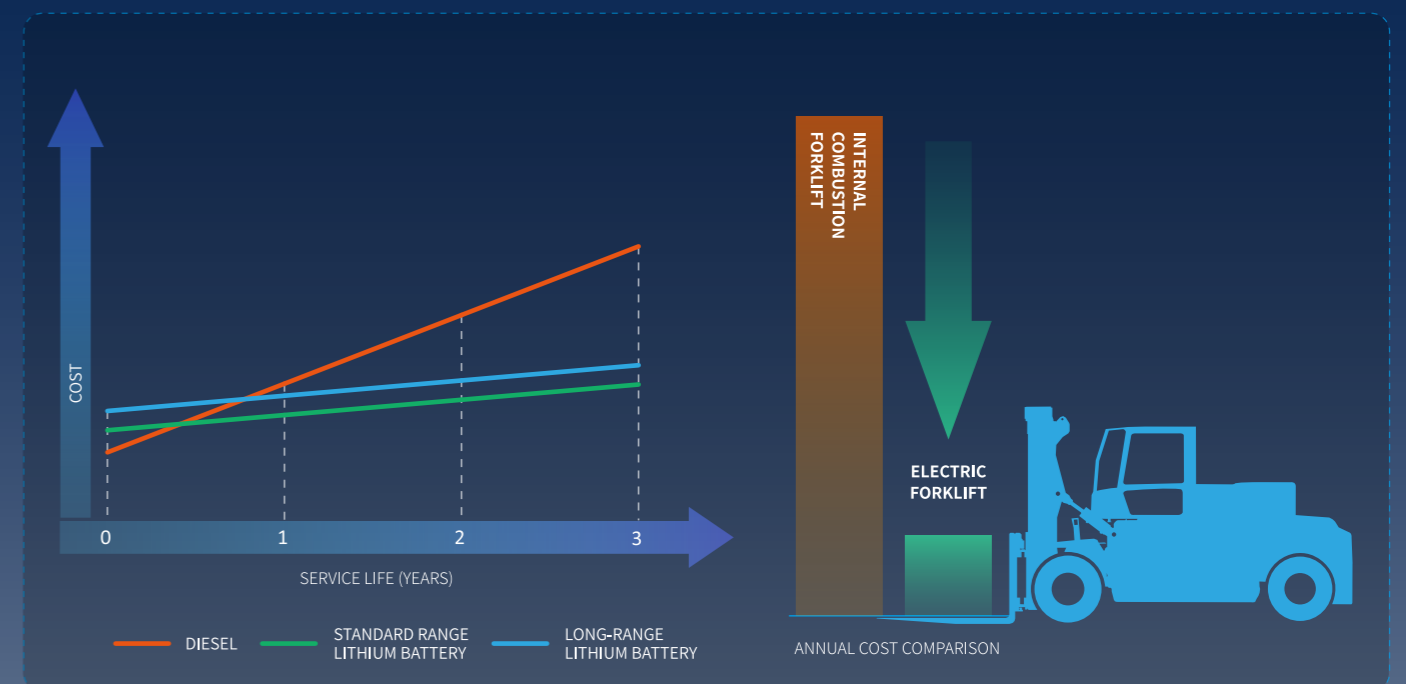 COST
0
1
2
3
SERVICE LIFE (YEARS)
DIESEL
STANDARD RANGE
LITHIUM BATTERY
LONG-RANGE
LITHIUM BATTERY
INTERNAL
COMBUSTION
FORKLIFT
ELECTRIC
FORKLIFT
ANNUAL COST COMPARISON